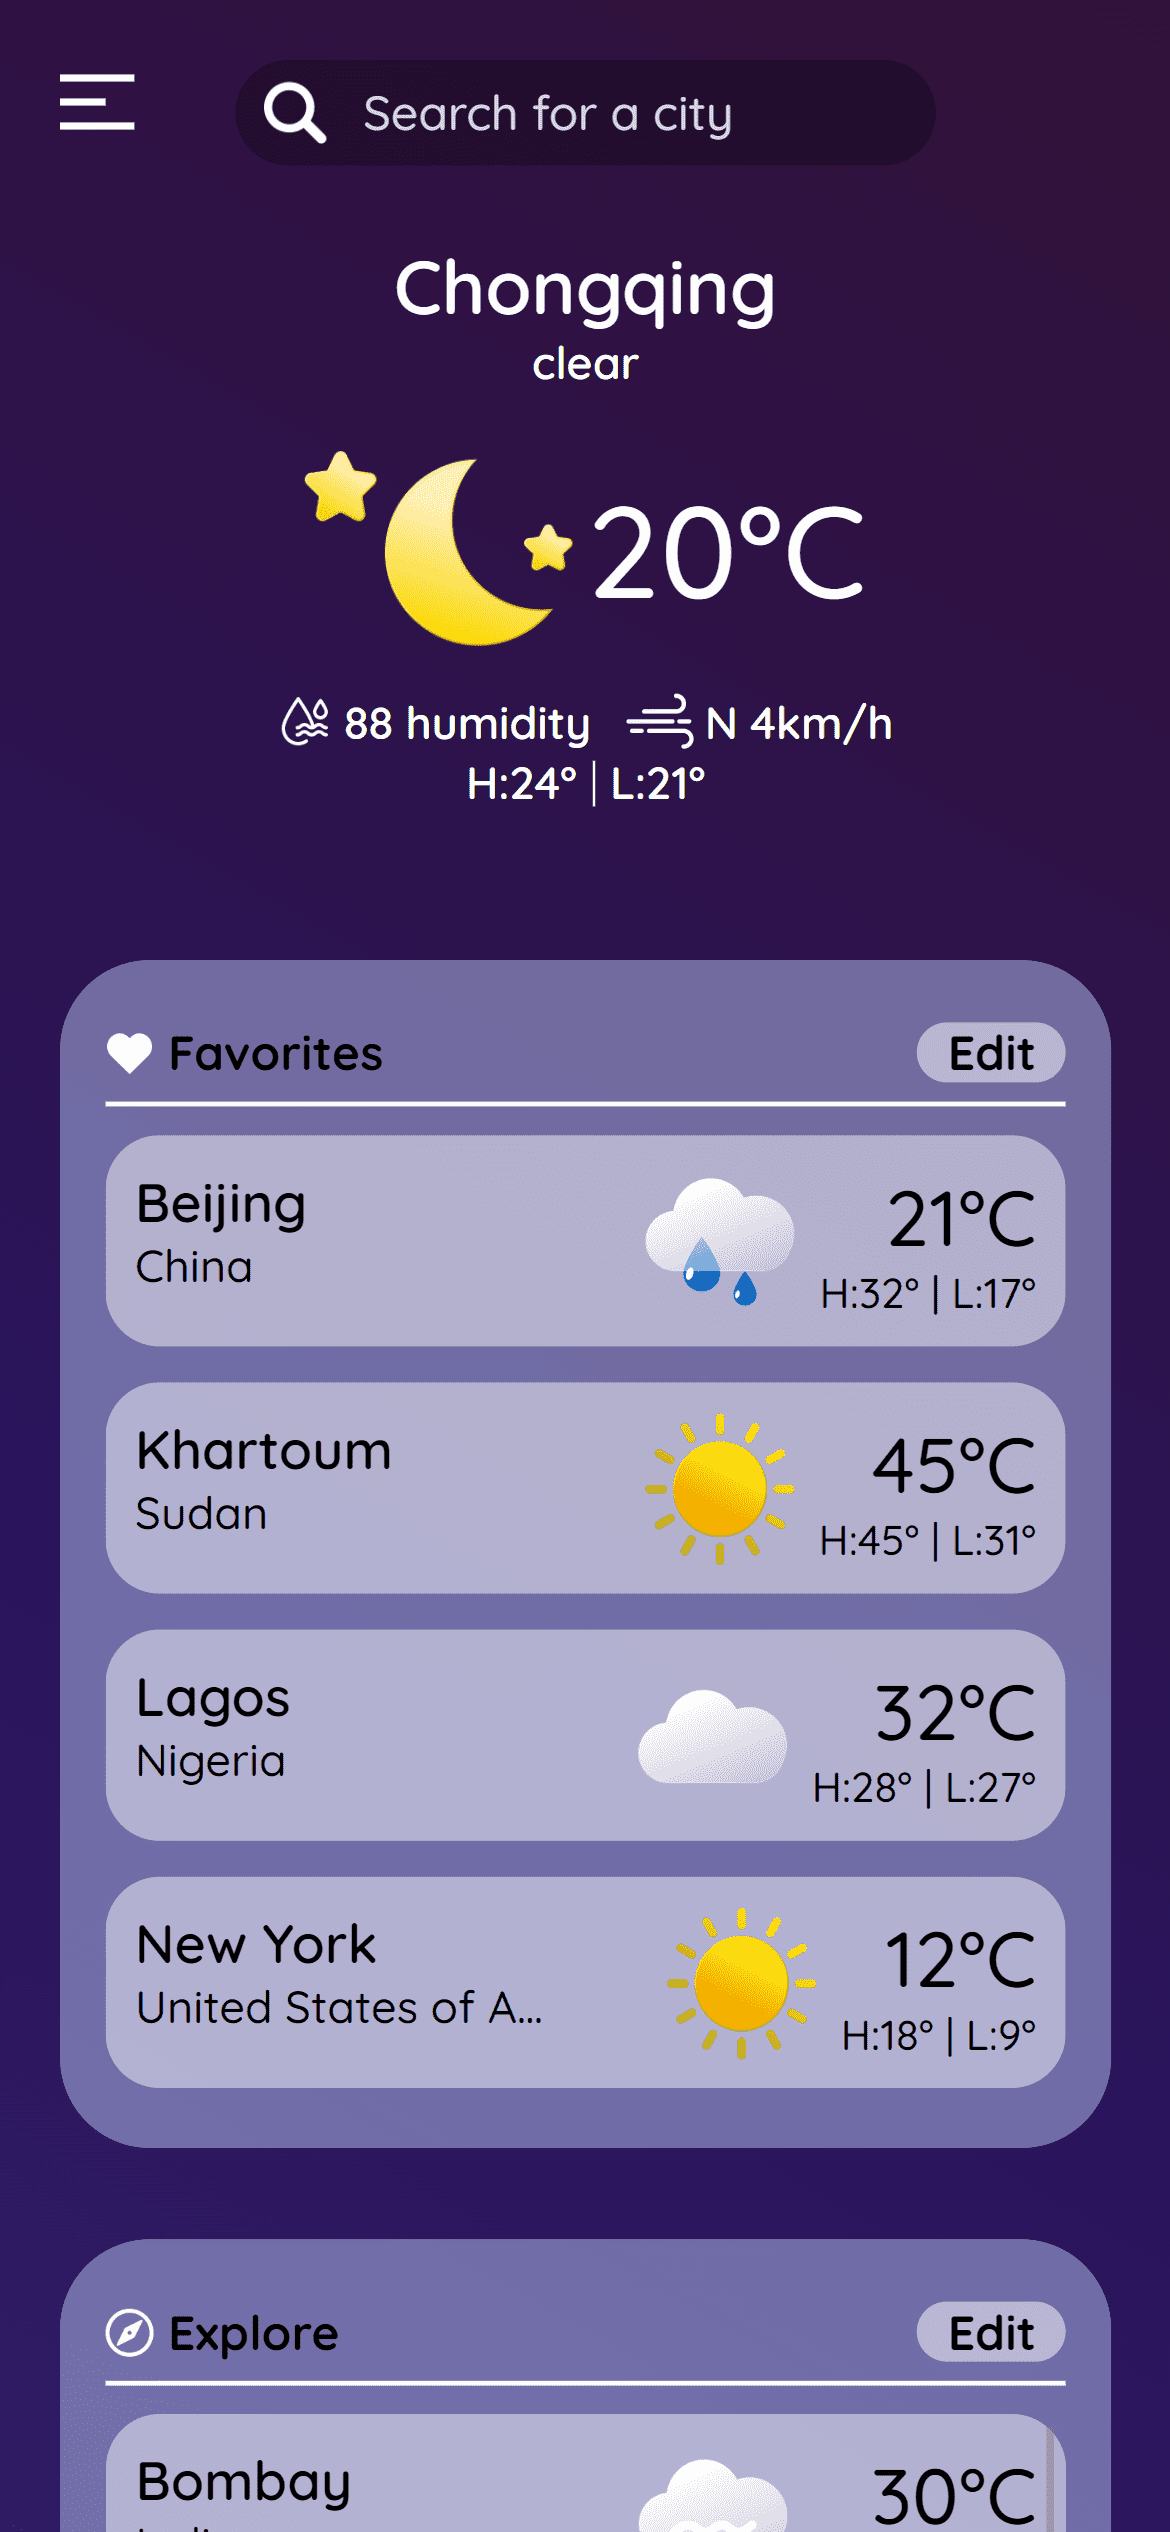 Search for a city
Chongqing
clear
20°C
88 humidity N 4km/h
H:24° | L:21°
Favorites Edit
Beijing 21°C
China H:32° | L:17°
Khartoum 45°C
Sudan H:45° | L:31°
Lagos 32°C
Nigeria H:28° | L:27°
New York 12°C
United States of A... H:18° | L:9°
Explore Edit
Bombay 30°C